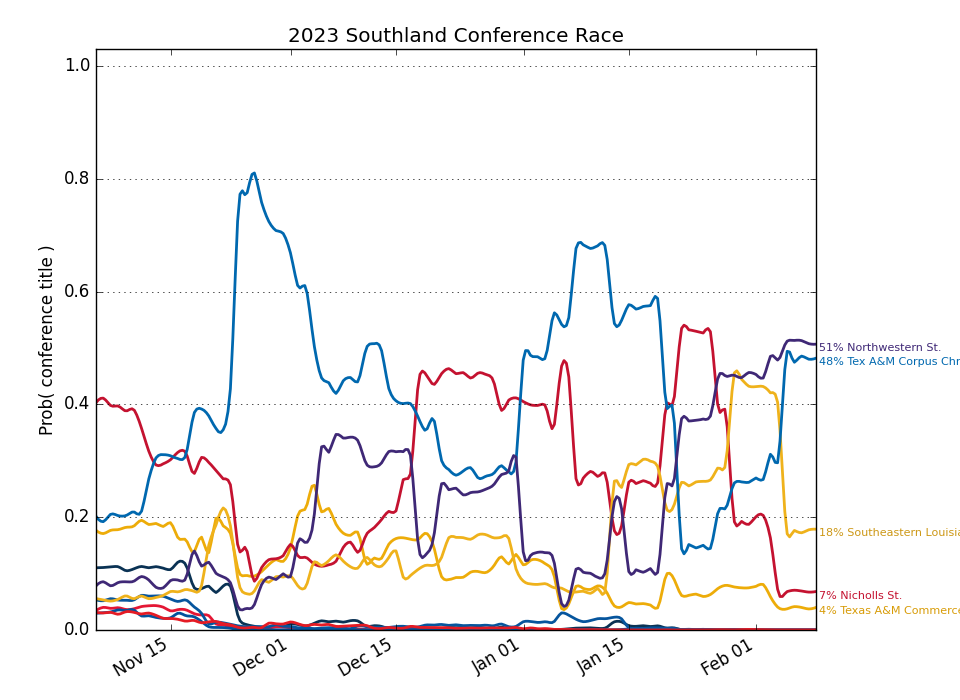 2023 Southland Conference Race
Prob( conference title )
1.0
0.8
0.6
0.4
0.2
0.0
51% Northwestern St.
48% Tex A&M Corpus Chr
18% Southeastern Louisia
7% Nicholls St.
4% Texas A&M Commerce
Nov 15
Dec 01
Dec 15
Jan 01
Jan 15
Feb 01